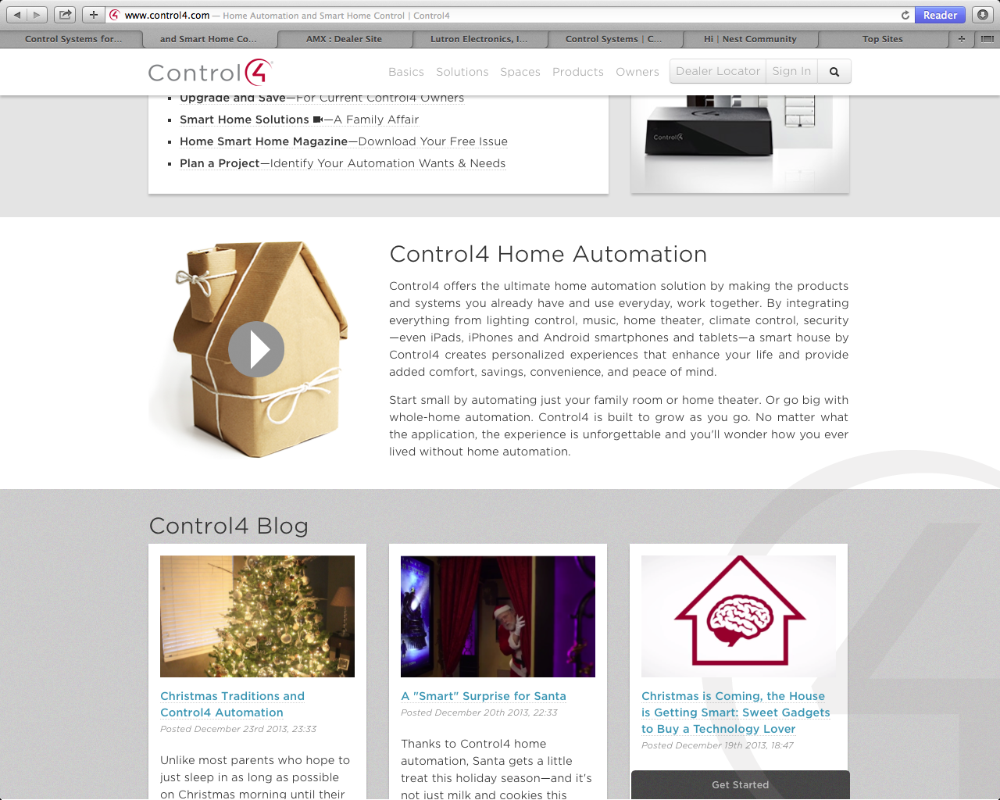 www.control4.com — Home Automation and Smart Home Control | Control4
Reader
Control Systems for...
and Smart Home Co...
AMX : Dealer Site
Lutron Electronics, I...
Control Systems | C...
Hi | Nest Community
Top Sites
Control4
Basics
Solutions
Spaces
Products
Owners
Dealer Locator
Sign In
Upgrade and Save—For Current Control4 Owners
Smart Home Solutions —A Family Affair
Home Smart Home Magazine—Download Your Free Issue
Plan a Project—Identify Your Automation Wants & Needs
Control4
Control4 Home Automation
Control4 offers the ultimate home automation solution by making the products
and systems you already have and use everyday, work together. By integrating
everything from lighting control, music, home theater, climate control, security
—even iPads, iPhones and Android smartphones and tablets—a smart house by
Control4 creates personalized experiences that enhance your life and provide
added comfort, savings, convenience, and peace of mind.
Start small by automating just your family room or home theater. Or go big with
whole-home automation. Control4 is built to grow as you go. No matter what
the application, the experience is unforgettable and you'll wonder how you ever
lived without home automation.
Control4 Blog
Christmas Traditions and
Control4 Automation
Posted December 23rd 2013, 23:33
Unlike most parents who hope to
just sleep in as long as possible
on Christmas morning until their
A "Smart" Surprise for Santa
Posted December 20th 2013, 22:33
Thanks to Control4 home
automation, Santa gets a little
treat this holiday season—and it's
not just milk and cookies this
Christmas is Coming, the House
is Getting Smart: Sweet Gadgets
to Buy a Technology Lover
Posted December 19th 2013, 18:47
Get Started